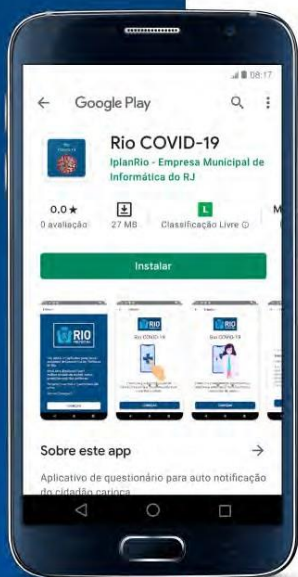 08:17
Google Play
Rio COVID-19
IplanRio - Empresa Municipal de
Informática do RJ
0,0 ★
0 avaliação
27 MB
L
Classificação Livre
M
Instalar
RIO
RIO
Rio COVID-19
RIO
Rio COVID-19
Sobre este app
Aplicativo de questionário para auto notificação
do cidadão carioca